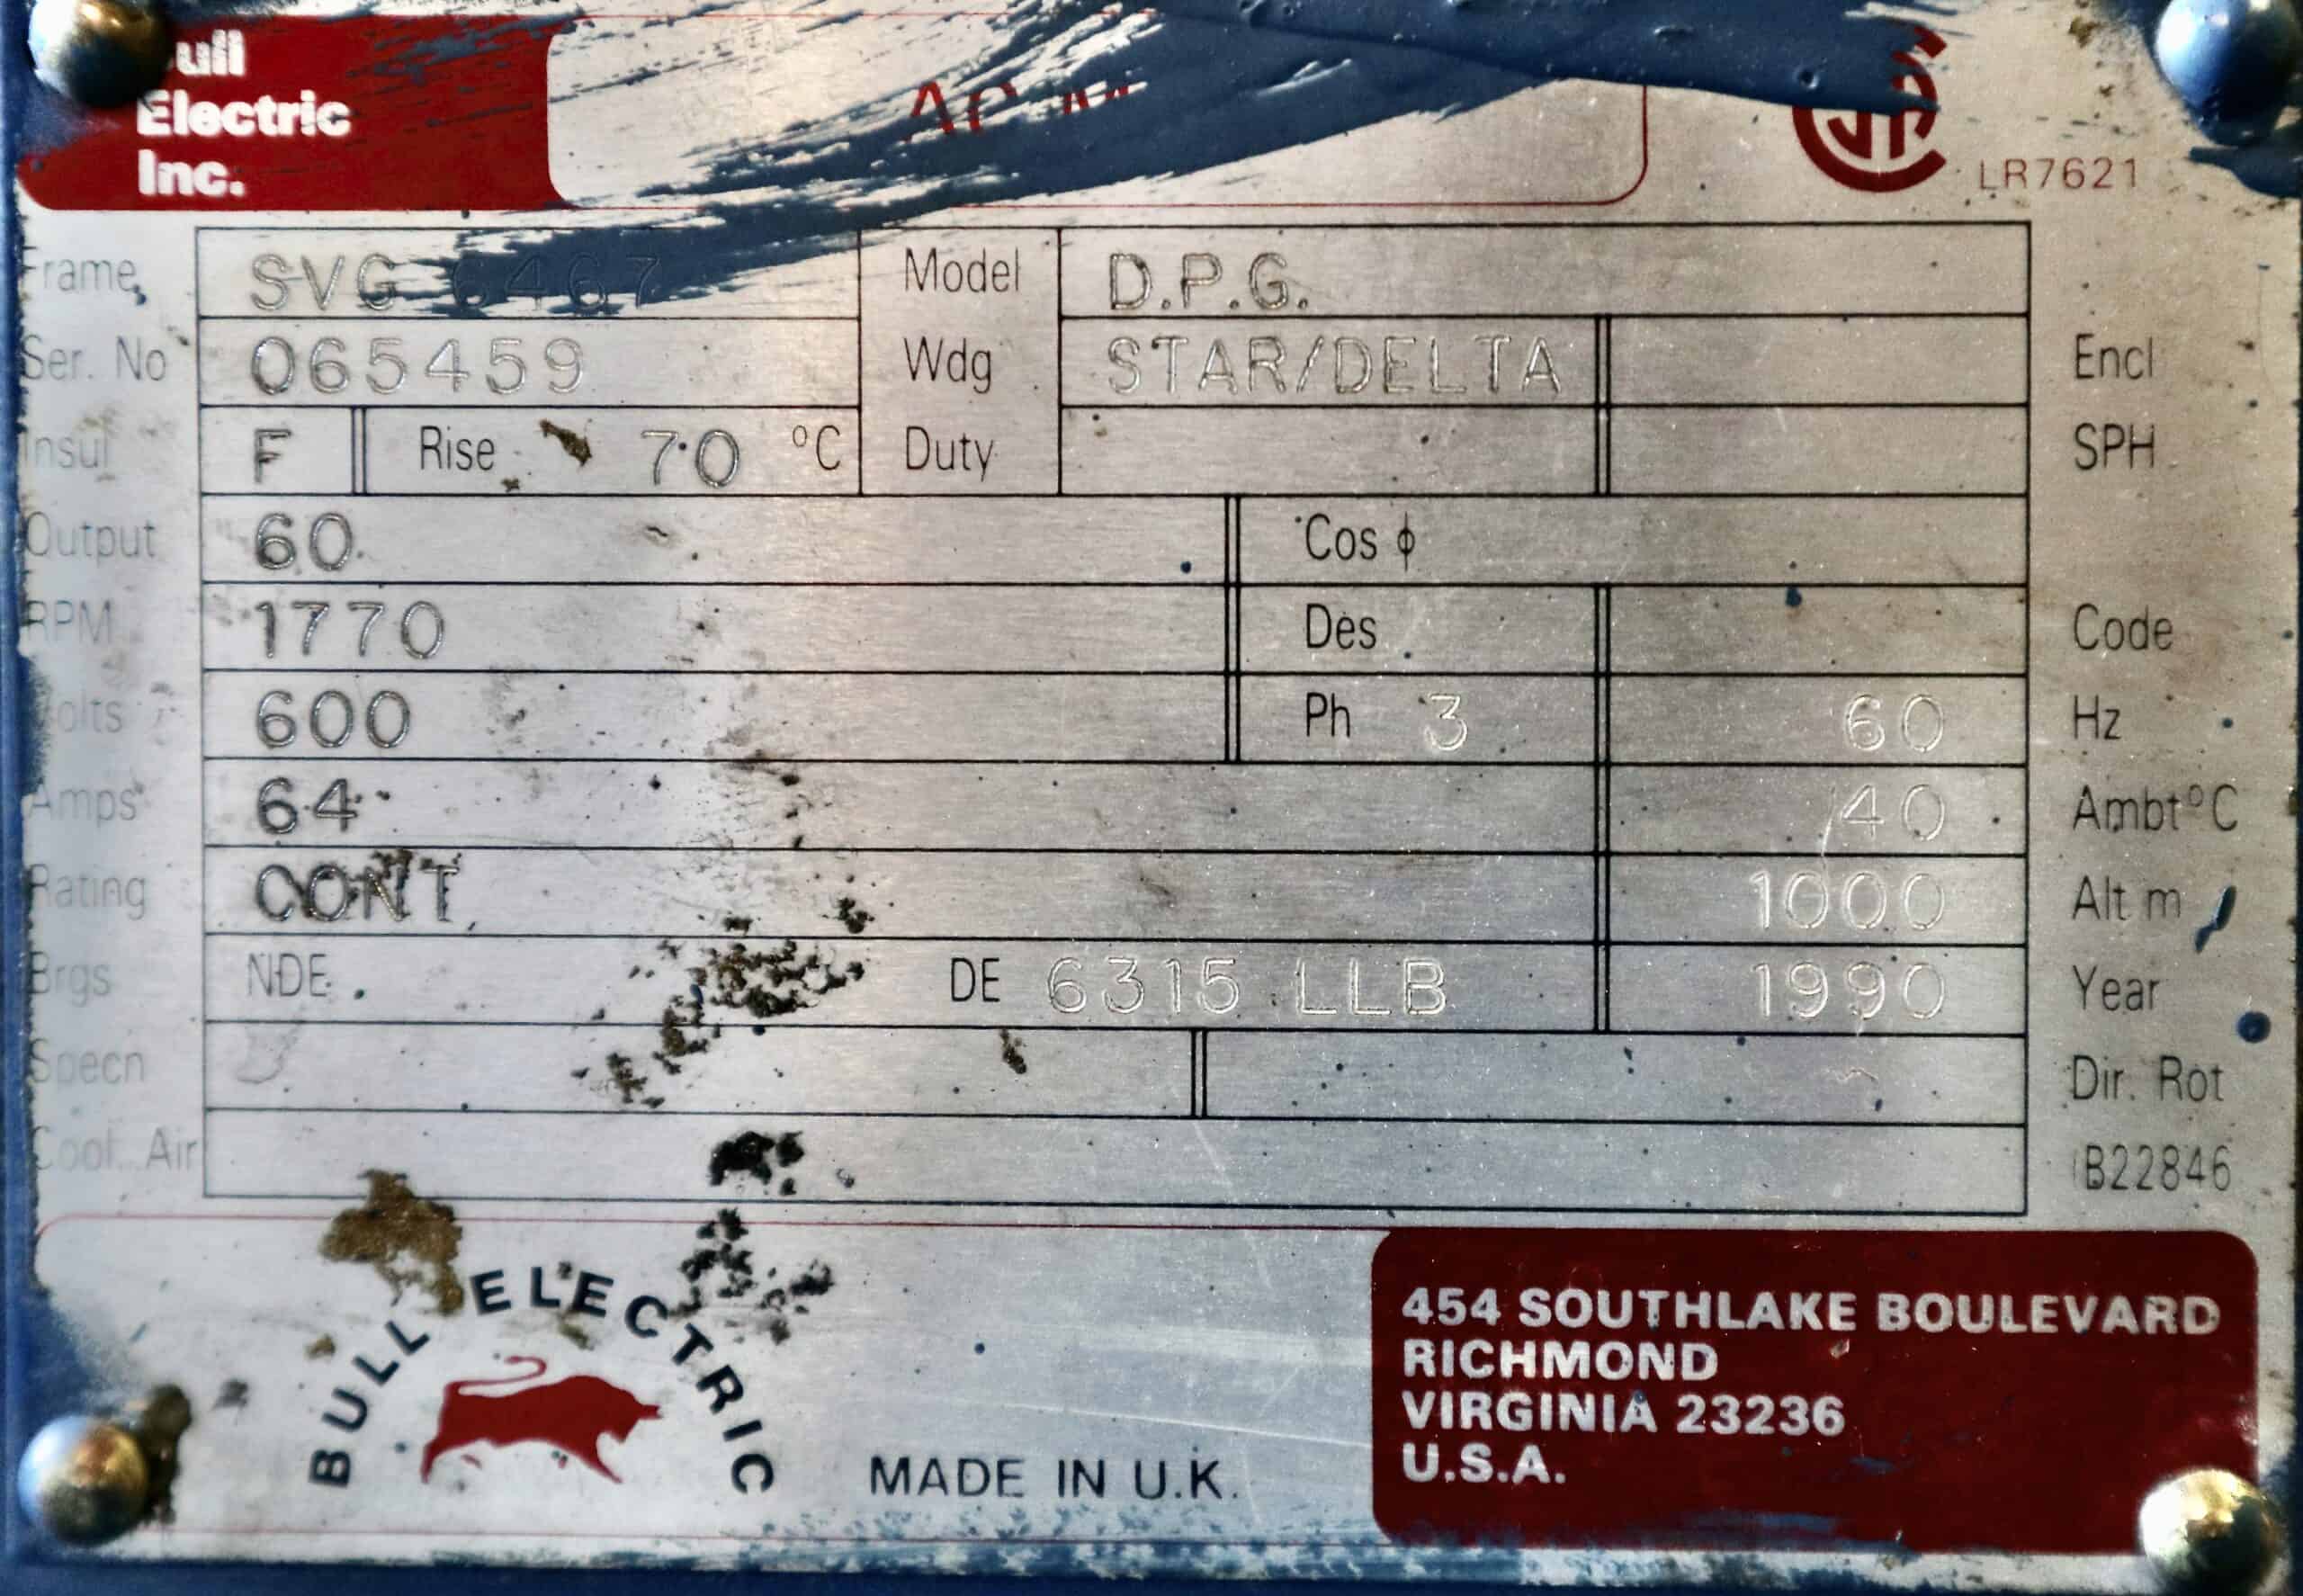 Electric
Inc.
LR7621
Frame SVG 6467 Model D.P.G.
Ser. No 065459 Wdg STAR/DELTA Encl
Insul F Rise 70 °C Duty SPH
Output 60 Cos ϕ
RPM 1770 Des Code
Volts 600 Ph 3 60 Hz
Amps 64 40 Ambt°C
Rating CONT 1000 Alt m
Brgs NDE DE 6315 LLB 1990 Year
Specn Dir. Rot
Cool. Air B22846
BULL ELECTRIC
MADE IN U.K.
454 SOUTHLAKE BOULEVARD
RICHMOND
VIRGINIA 23236
U.S.A.